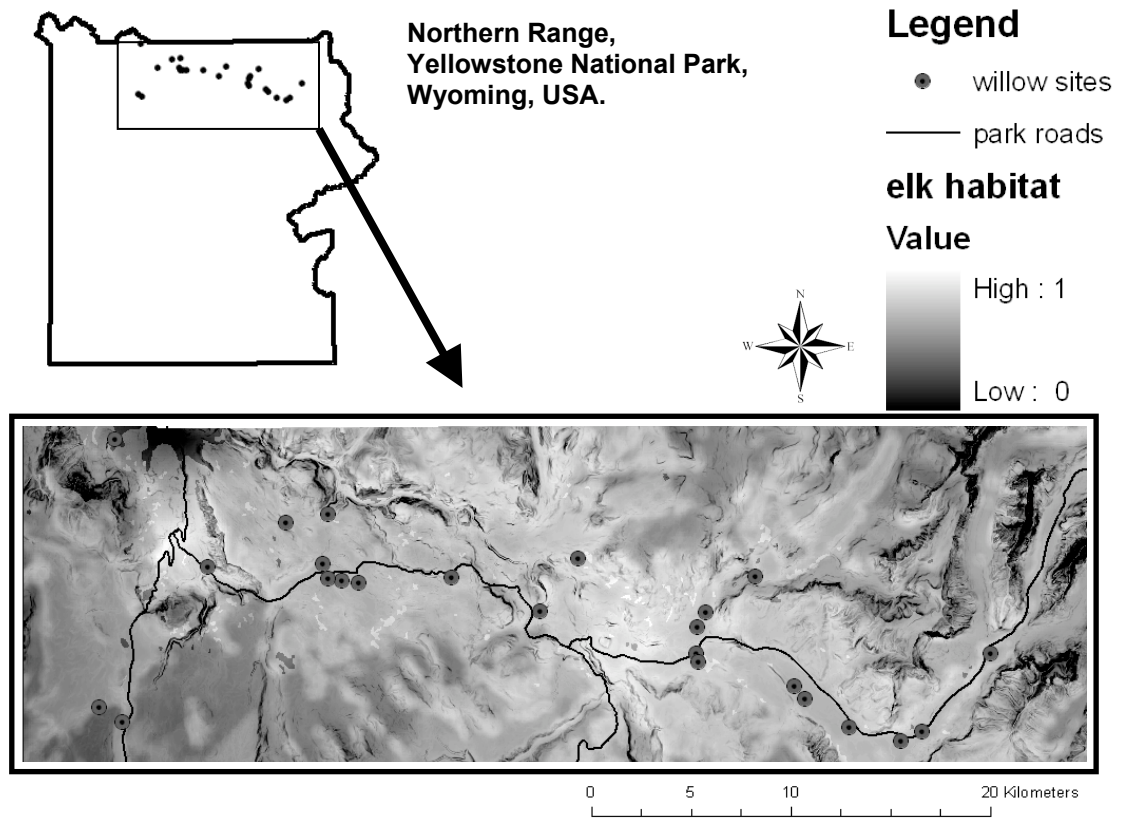 Northern Range,
Yellowstone National Park,
Wyoming, USA.
Legend
willow sites
park roads
elk habitat
Value
High : 1
Low : 0
N
W E
S
0 5 10 20 Kilometers